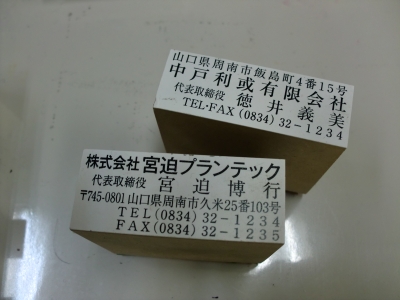 山口県周南市飯島町4番15号
中戸利或有限会社
代表取締役 徳井義美
TEL・FAX (0834) 32-1234
株式会社 宮迫プランテック
代表取締役 宮迫博行
〒745-0801 山口県周南市久米25番103号
TEL (0834) 32-1234
FAX (0834) 32-1235